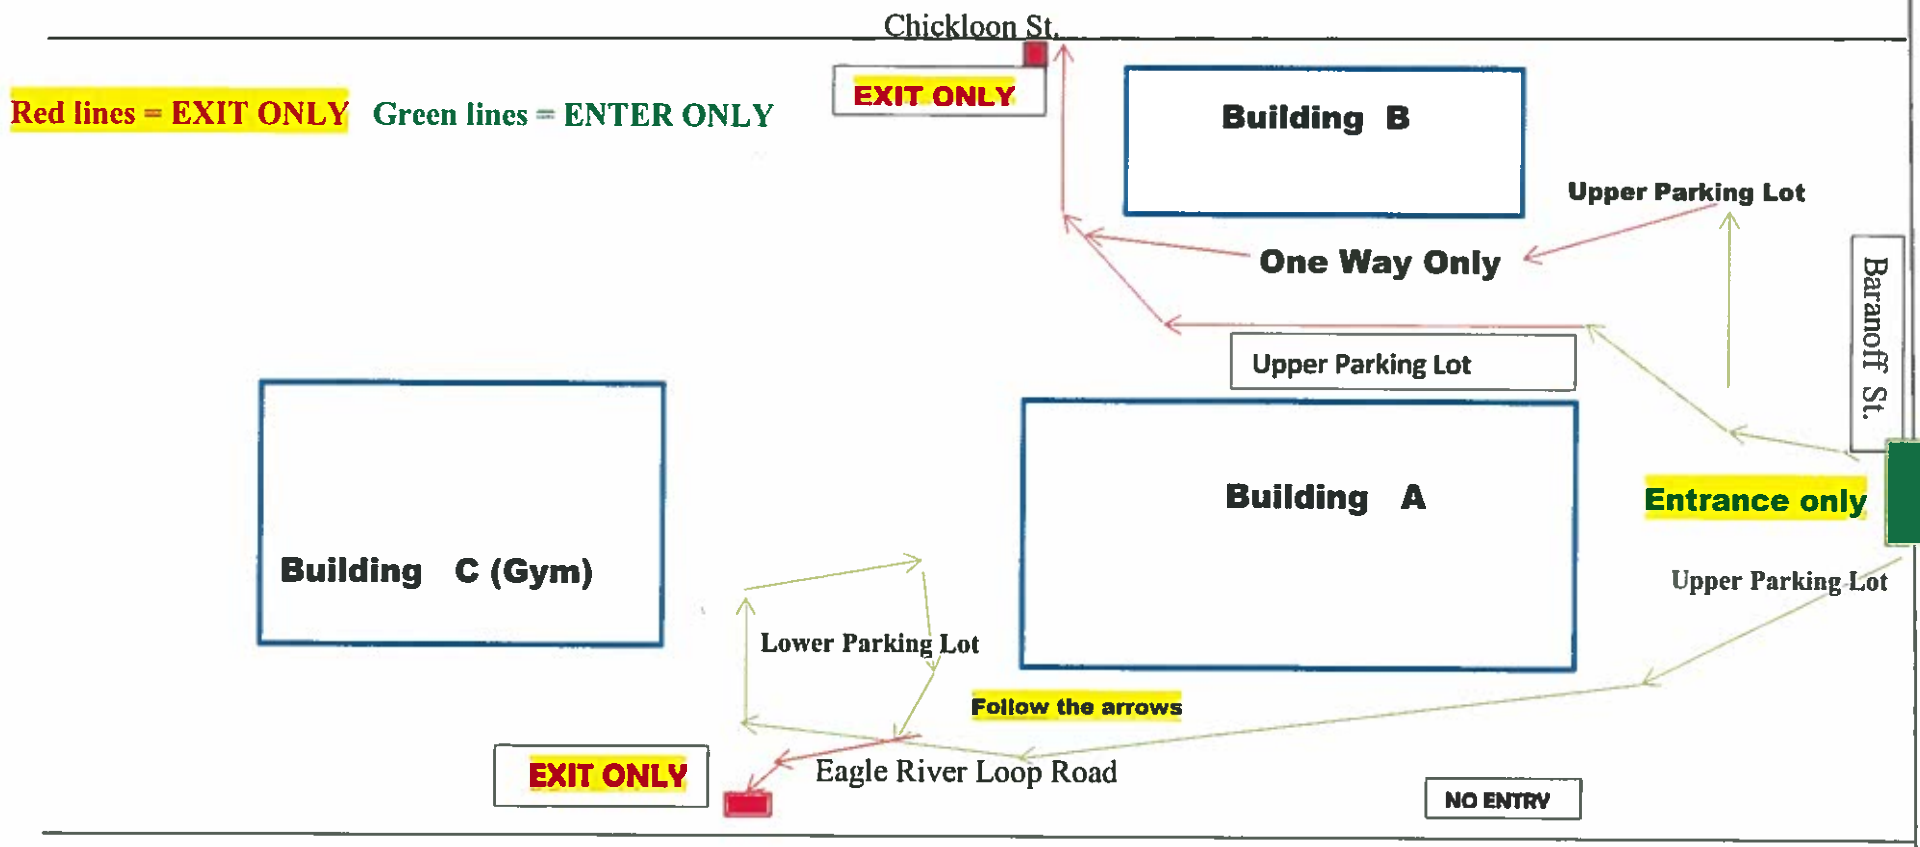 Chickloon St.
EXIT ONLY
Red lines = EXIT ONLY Green lines = ENTER ONLY
Building B
Upper Parking Lot
One Way Only
Baranoff St.
Upper Parking Lot
Building A
Entrance only
Building C (Gym)
Upper Parking Lot
Lower Parking Lot
Follow the arrows
EXIT ONLY
Eagle River Loop Road
NO ENTRY